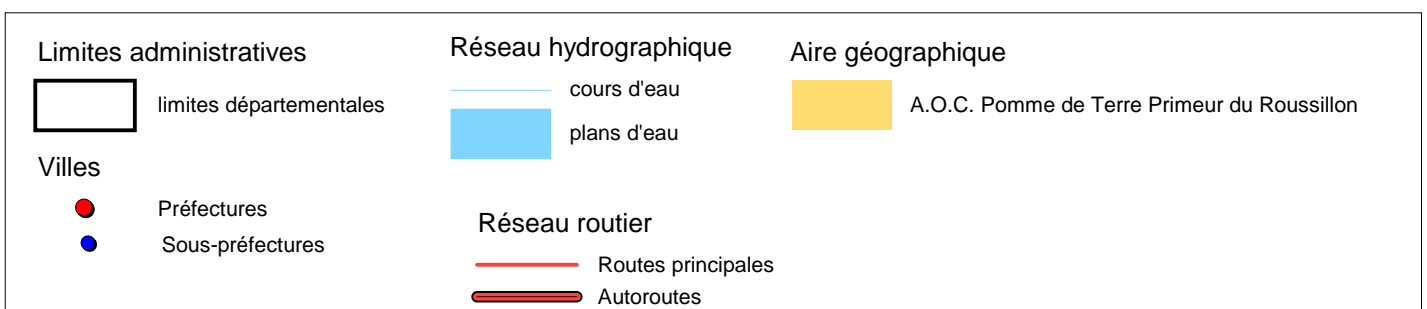 Limites administratives
limites départementales
Villes
Préfectures
Sous-préfectures
Réseau hydrographique
cours d'eau
plans d'eau
Réseau routier
Routes principales
Autoroutes
Aire géographique
A.O.C. Pomme de Terre Primeur du Roussillon